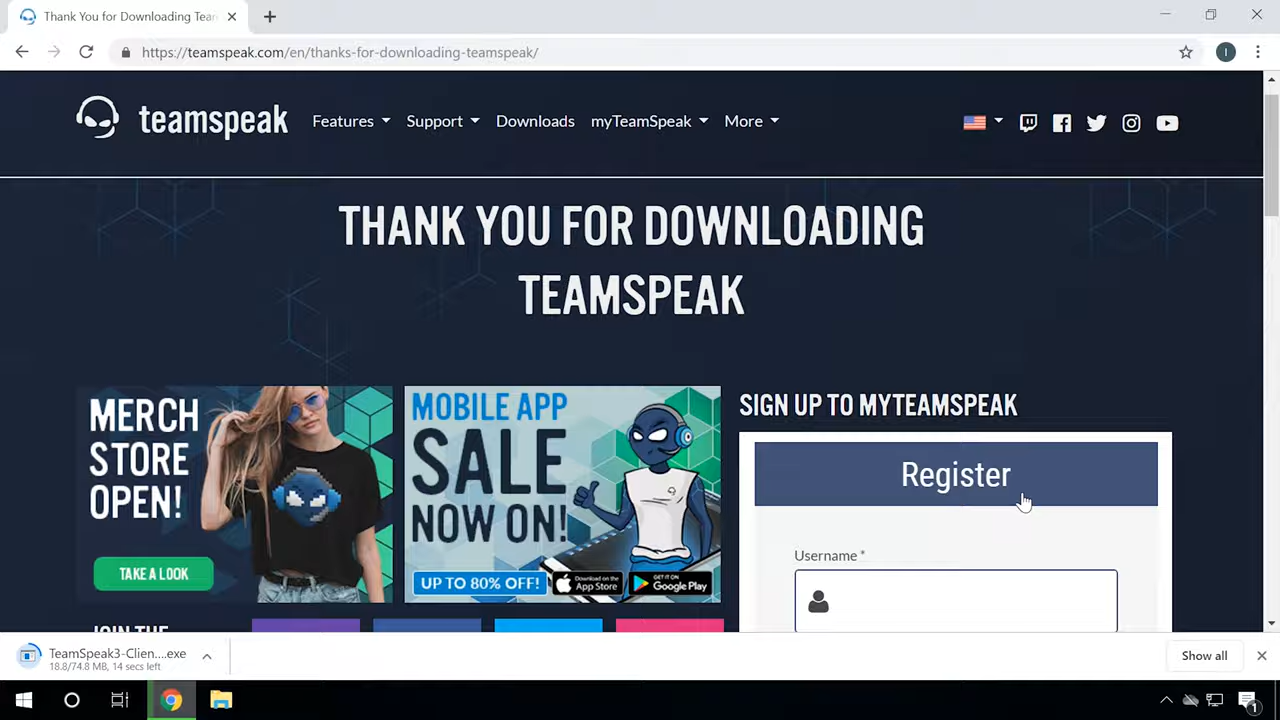 Thank You for Downloading Tea
https://teamspeak.com/en/thanks-for-downloading-teamspeak/
I
teamspeak
Features
Support
Downloads
myTeamSpeak
More
THANK YOU FOR DOWNLOADING
TEAMSPEAK
MERCH
STORE
OPEN!
TAKE A LOOK
MOBILE APP
SALE
NOW ON!
UP TO 80% OFF!
Download on the
App Store
GET IT ON
Google Play
SIGN UP TO MYTEAMSPEAK
Register
Username *
JOIN THE
TeamSpeak3-Clien....exe
18.8/74.8 MB, 14 secs left
Show all
1